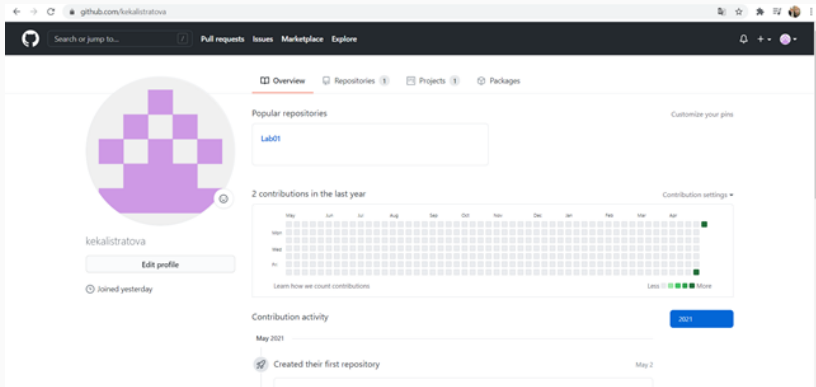 github.com/kekalistratova
Search or jump to... /
Pull requests Issues Marketplace Explore
Overview Repositories 1 Projects 1 Packages
Popular repositories
Customize your pins
Lab01
2 contributions in the last year
Contribution settings
May Jun Jul Aug Sep Oct Nov Dec Jan Feb Mar Apr
Mon
Wed
Fri
Learn how we count contributions
Less More
kekalistratova
Edit profile
Joined yesterday
Contribution activity
2021
May 2021
Created their first repository
May 2